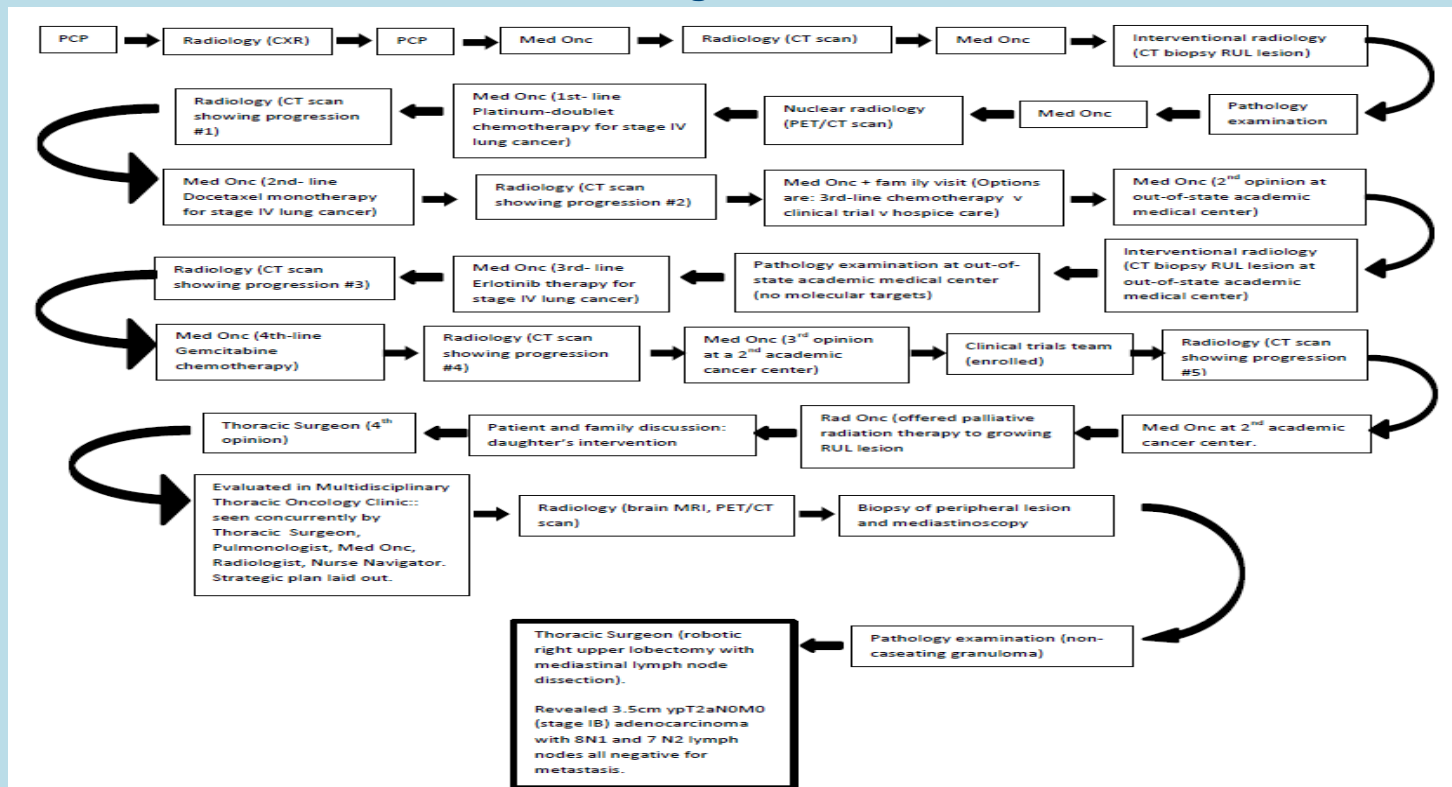 PCP
Radiology (CXR)
PCP
Med Onc
Radiology (CT scan)
Med Onc
Interventional radiology
(CT biopsy RUL lesion)
Pathology
examination
Med Onc
Nuclear radiology
(PET/CT scan)
Med Onc (1st- line
Platinum-doublet
chemotherapy for stage IV
lung cancer)
Radiology (CT scan
showing progression
#1)
Med Onc (2nd- line
Docetaxel monotherapy
for stage IV lung cancer)
Radiology (CT scan
showing progression #2)
Med Onc + fam ily visit (Options
are: 3rd-line chemotherapy v
clinical trial v hospice care)
Med Onc (2nd opinion at
out-of-state academic
medical center)
Interventional radiology
(CT biopsy RUL lesion at
out-of-state academic
medical center)
Pathology examination at out-of-
state academic medical center
(no molecular targets)
Med Onc (3rd- line
Erlotinib therapy for
stage IV lung cancer)
Radiology (CT scan
showing progression #3)
Med Onc (4th-line
Gemcitabine
chemotherapy)
Radiology (CT scan
showing progression
#4)
Med Onc (3rd opinion
at a 2nd academic
cancer center)
Clinical trials team
(enrolled)
Radiology (CT scan
showing progression
#5)
Med Onc at 2nd academic
cancer center.
Rad Onc (offered palliative
radiation therapy to growing
RUL lesion
Patient and family discussion:
daughter's intervention
Thoracic Surgeon (4th
opinion)
Evaluated in Multidisciplinary
Thoracic Oncology Clinic::
seen concurrently by
Thoracic Surgeon,
Pulmonologist, Med Onc,
Radiologist, Nurse Navigator.
Strategic plan laid out.
Radiology (brain MRI, PET/CT
scan)
Biopsy of peripheral lesion
and mediastinoscopy
Pathology examination (non-
caseating granuloma)
Thoracic Surgeon (robotic
right upper lobectomy with
mediastinal lymph node
dissection).
Revealed 3.5cm ypT2aN0M0
(stage IB) adenocarcinoma
with 8N1 and 7 N2 lymph
nodes all negative for
metastasis.